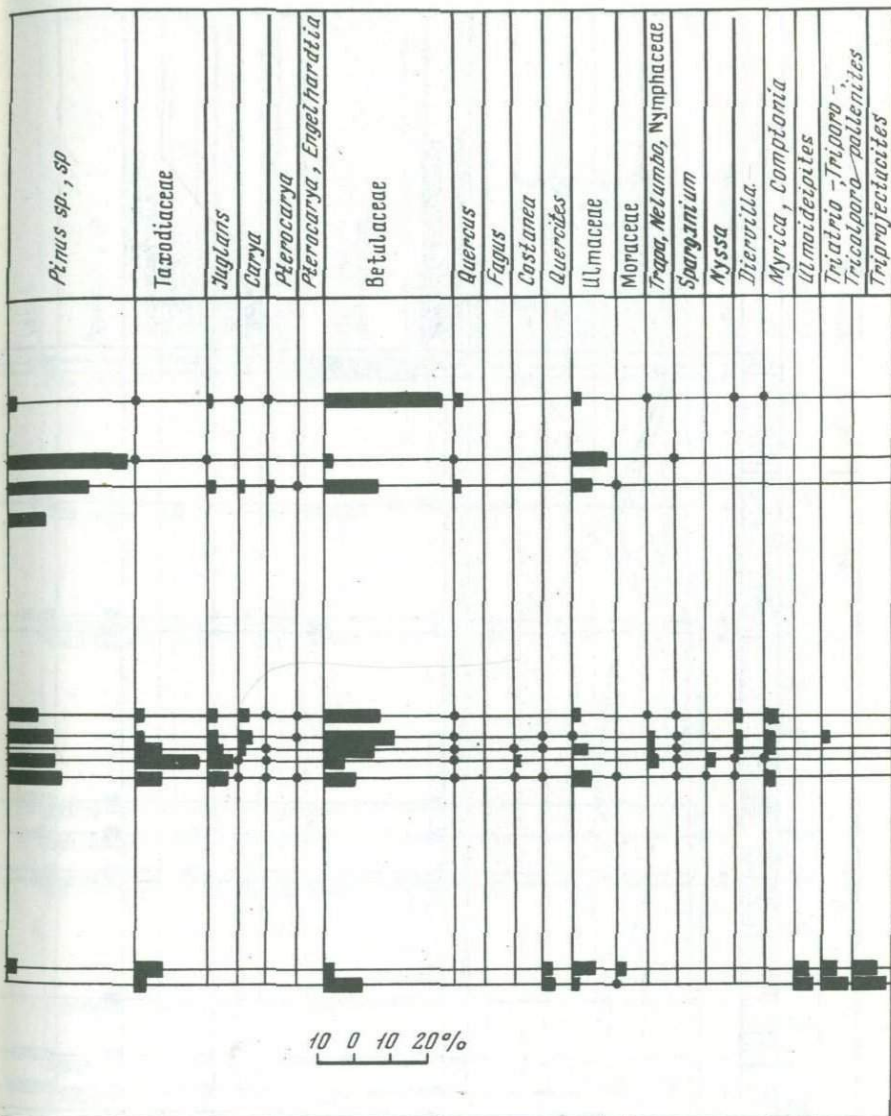 Pinus sp., sp
Taxodiaceae
Juglans
Carya
Pterocarya
Pterocarya, Engelhardtia
Betulaceae
Quercus
Fagus
Castanea
Quercites
Ulmaceae
Moraceae
Trapa, Nelumbo, Nymphaceae
Sparganium
Nyssa
Diervilla
Myrica, Comptonia
Ulmoideipites
Triatrio-, Triporo-
Tricolporo pollenites
Triprojectacites
10 0 10 20%